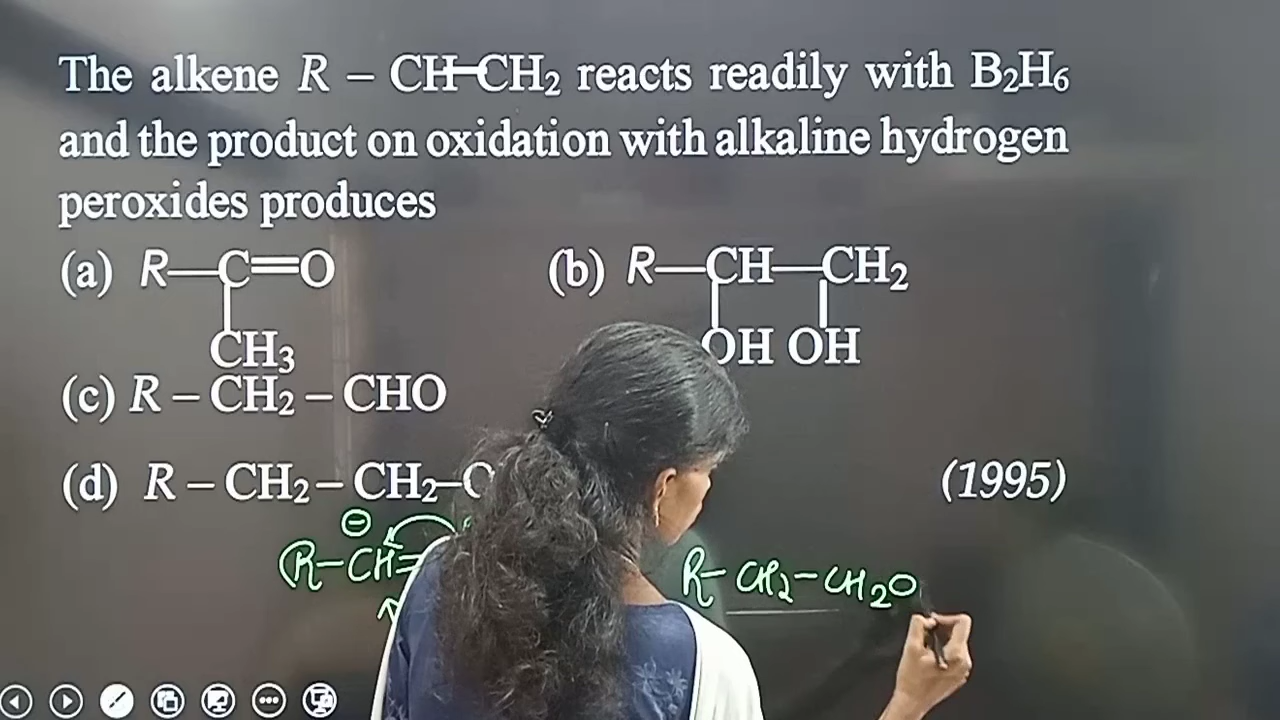 The alkene R – CH=CH₂ reacts readily with B₂H₆
and the product on oxidation with alkaline hydrogen
peroxides produces
(a) R—C=O
CH₃
(b) R—CH—CH₂
OH OH
(c) R – CH₂ – CHO
(d) R – CH₂ – CH₂–O
(1995)
⊖
R–CH=
R–CH₂–CH₂O